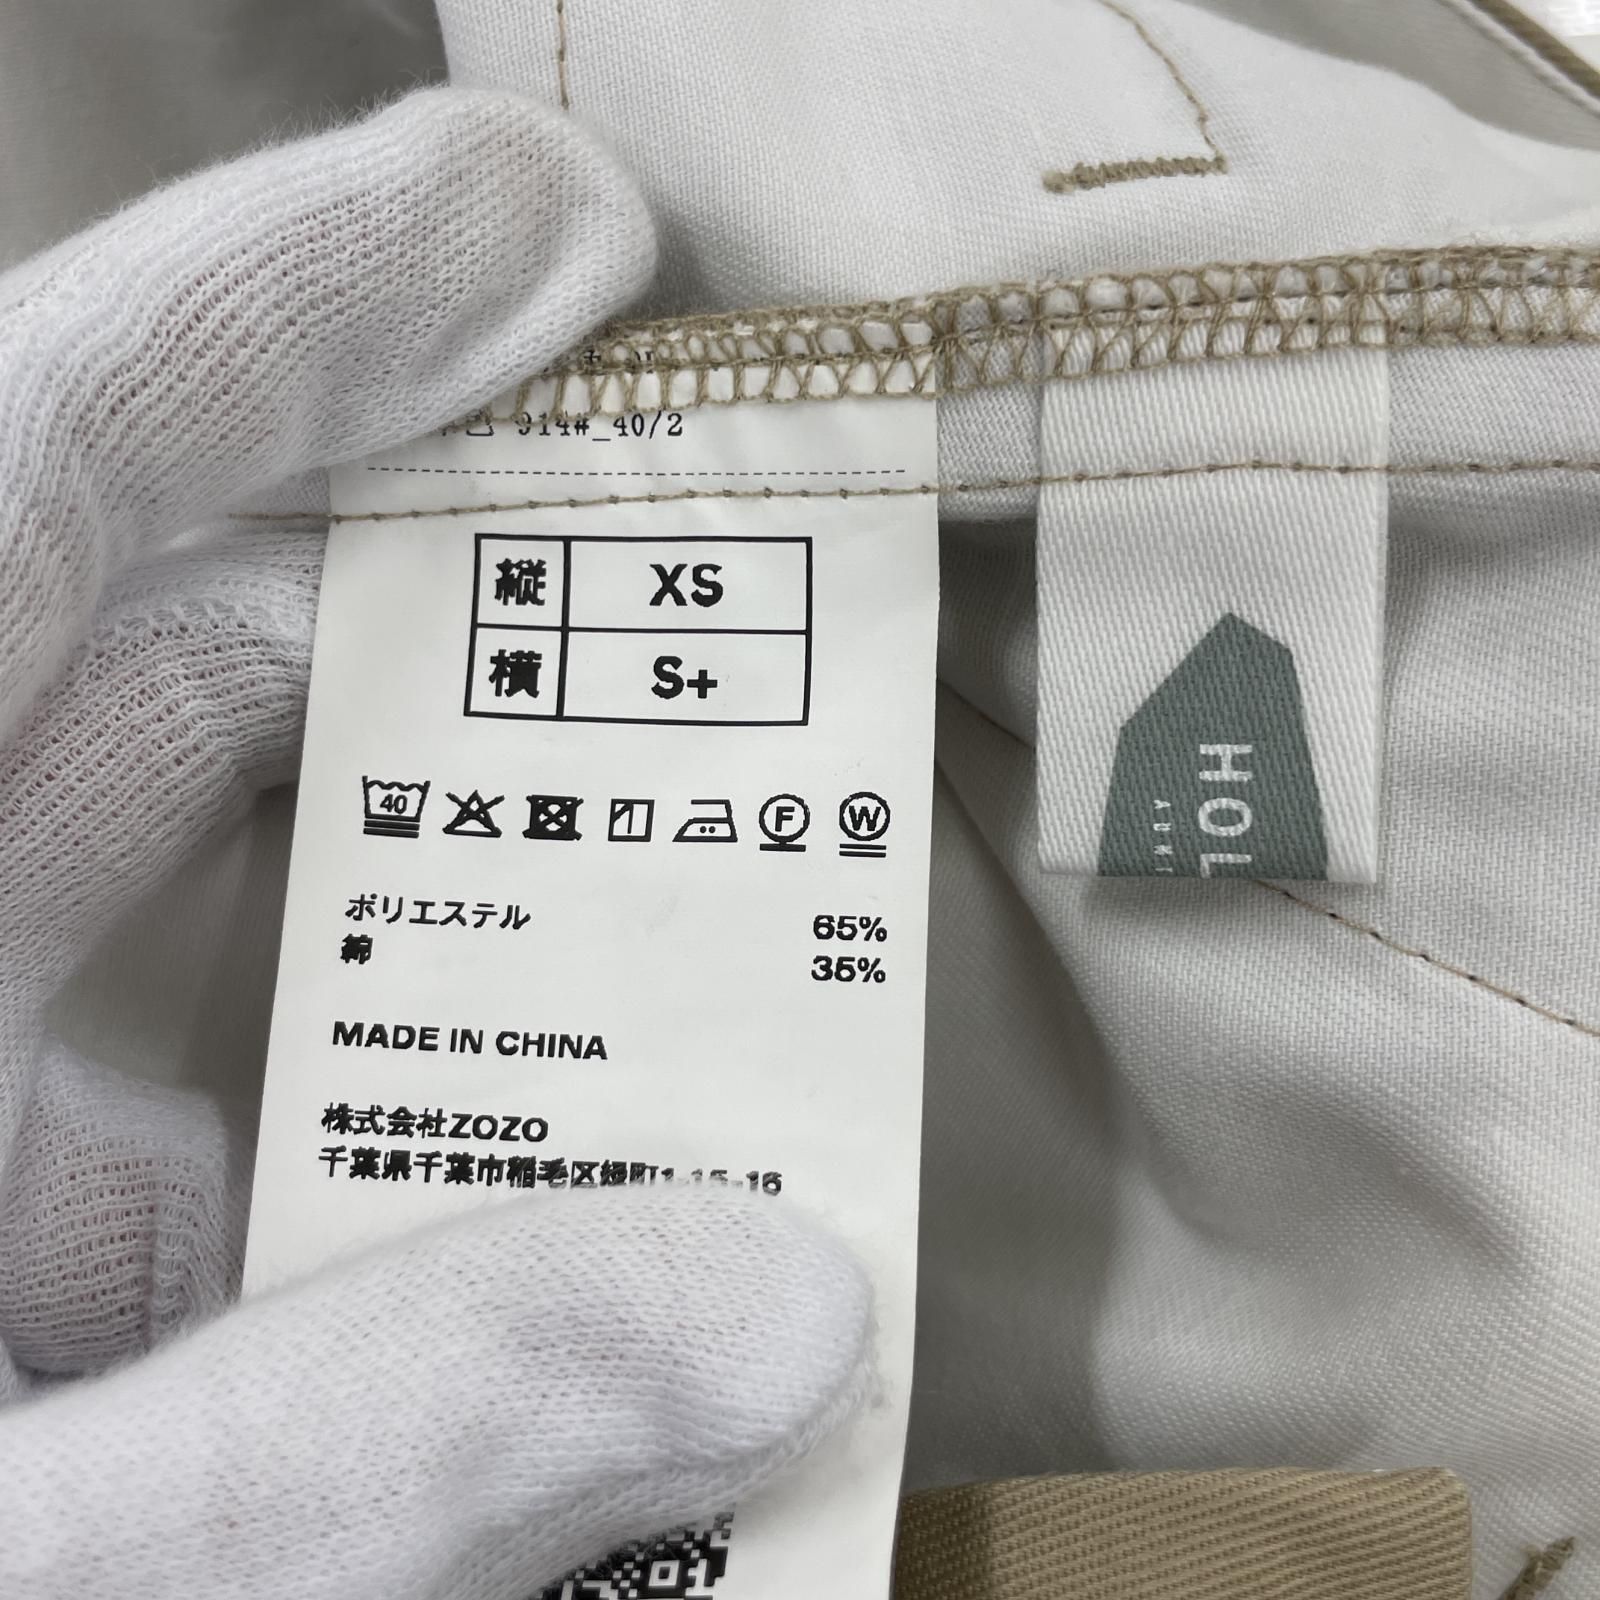 914#_40/2
縦 XS
横 S+
40
F
W
ポリエステル 65%
綿 35%
MADE IN CHINA
株式会社ZOZO
千葉県千葉市稲毛区緑町1-15-16
HOL